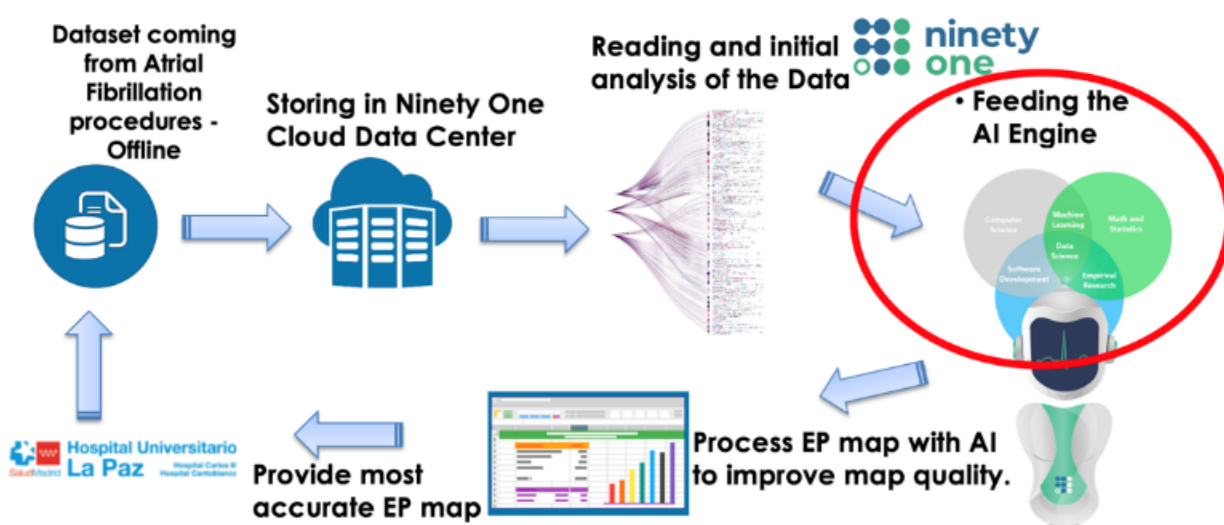 Dataset coming
from Atrial
Fibrillation
procedures -
Offline
Storing in Ninety One
Cloud Data Center
Reading and initial
analysis of the Data
ninety
one
• Feeding the
AI Engine
Computer
Science
Machine
Learning
Math and
Statistics
Data
Science
Software
Development
Empirical
Research
Process EP map with AI
to improve map quality.
Provide most
accurate EP map
SaludMadrid
Hospital Universitario
La Paz
Hospital Carlos III
Hospital Cantoblanco